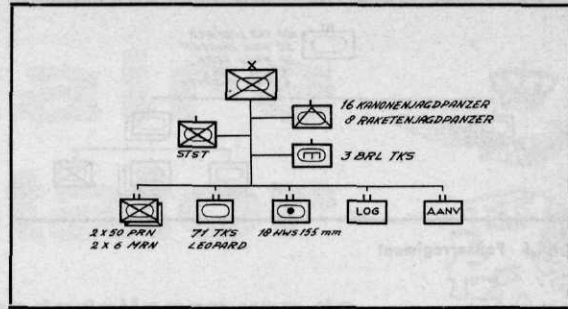 X
16 KANONENJAGDPANZER
8 RAKETENJAGDPANZER
STST
3 BRL TKS
LOG
AANV
2 X 50 PRN
2 X 6 MRN
71 TKS
LEOPARD
18 HWS 155 mm